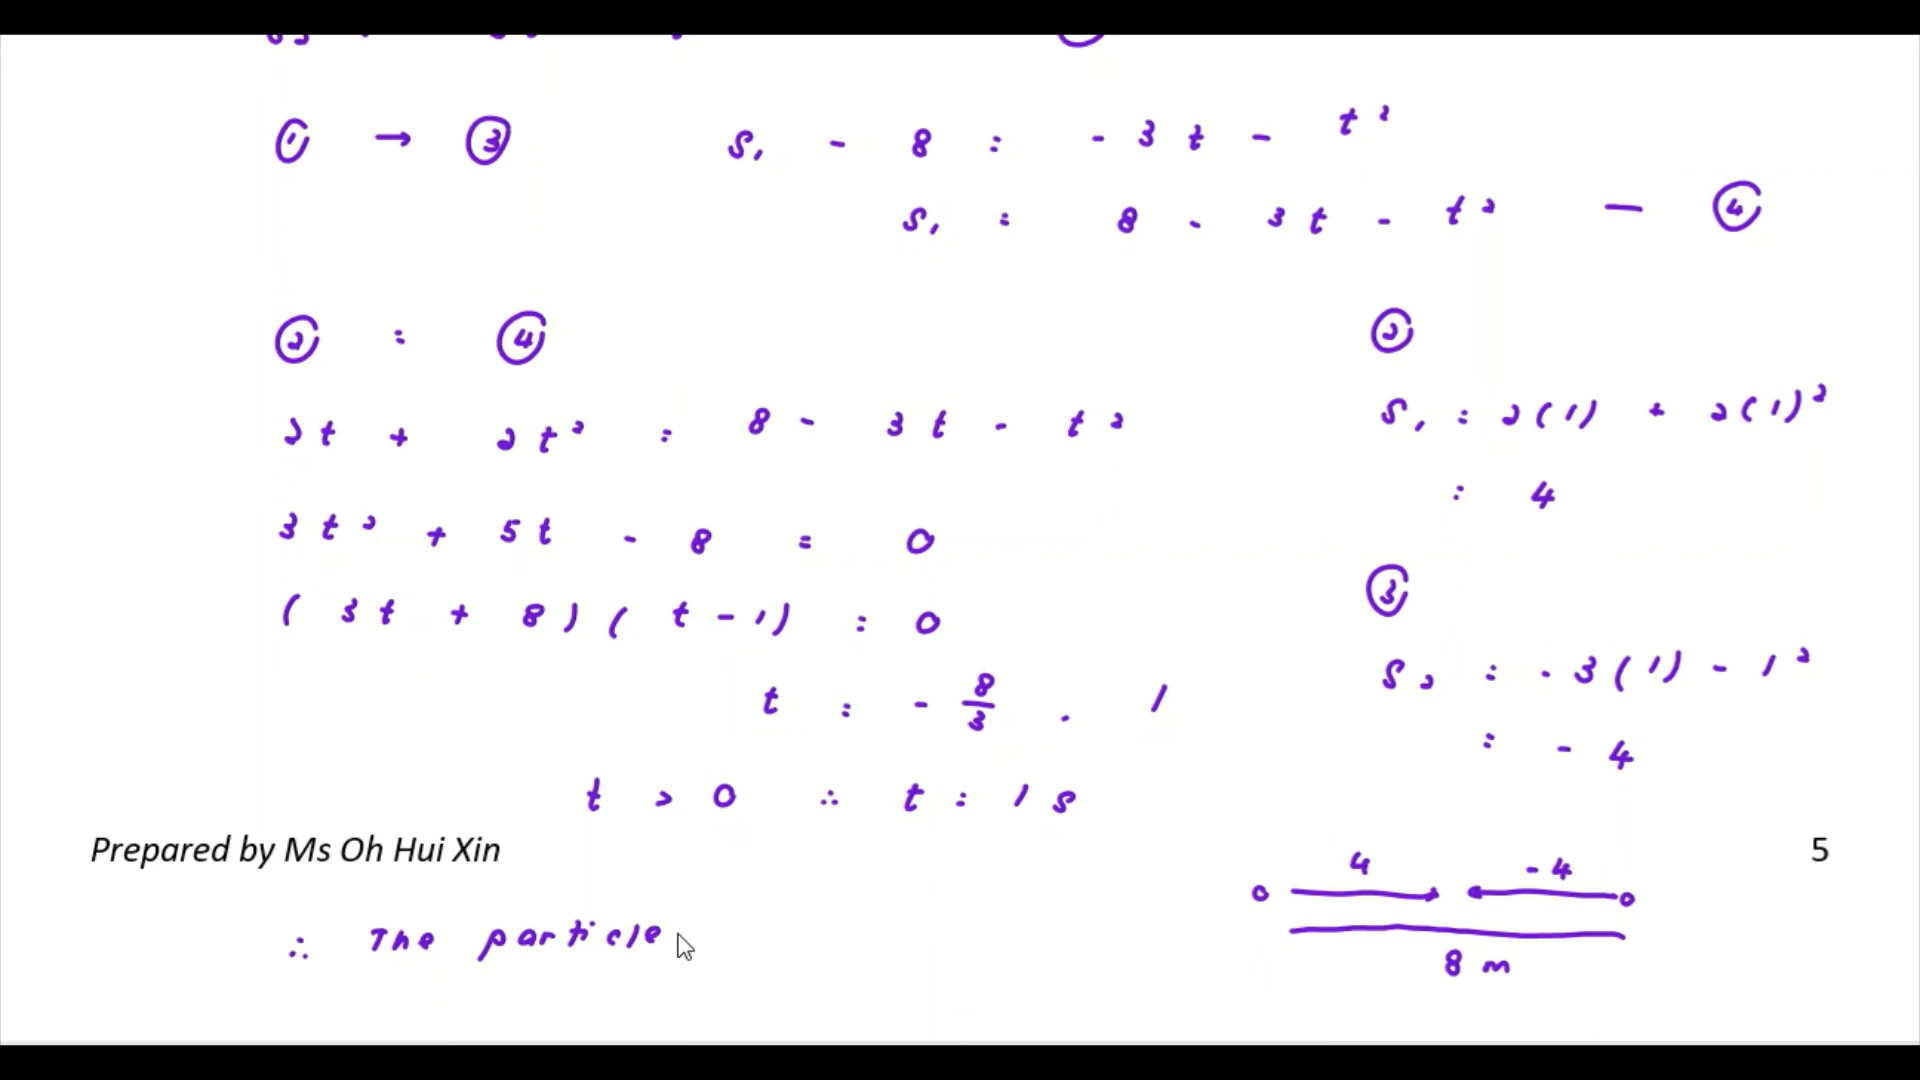 ① → ③ S₁ - 8 = -3t - t²
S₁ = 8 - 3t - t² — ④
② = ④
2t + 2t² = 8 - 3t - t²
3t² + 5t - 8 = 0
(3t + 8)(t - 1) = 0
t = -8/3 , 1
t > 0 ∴ t = 1 s
②
S₁ = 2(1) + 2(1)²
= 4
③
S₂ = -3(1) - 1²
= -4
Prepared by Ms Oh Hui Xin
5
4 -4
8 m
∴ The particle